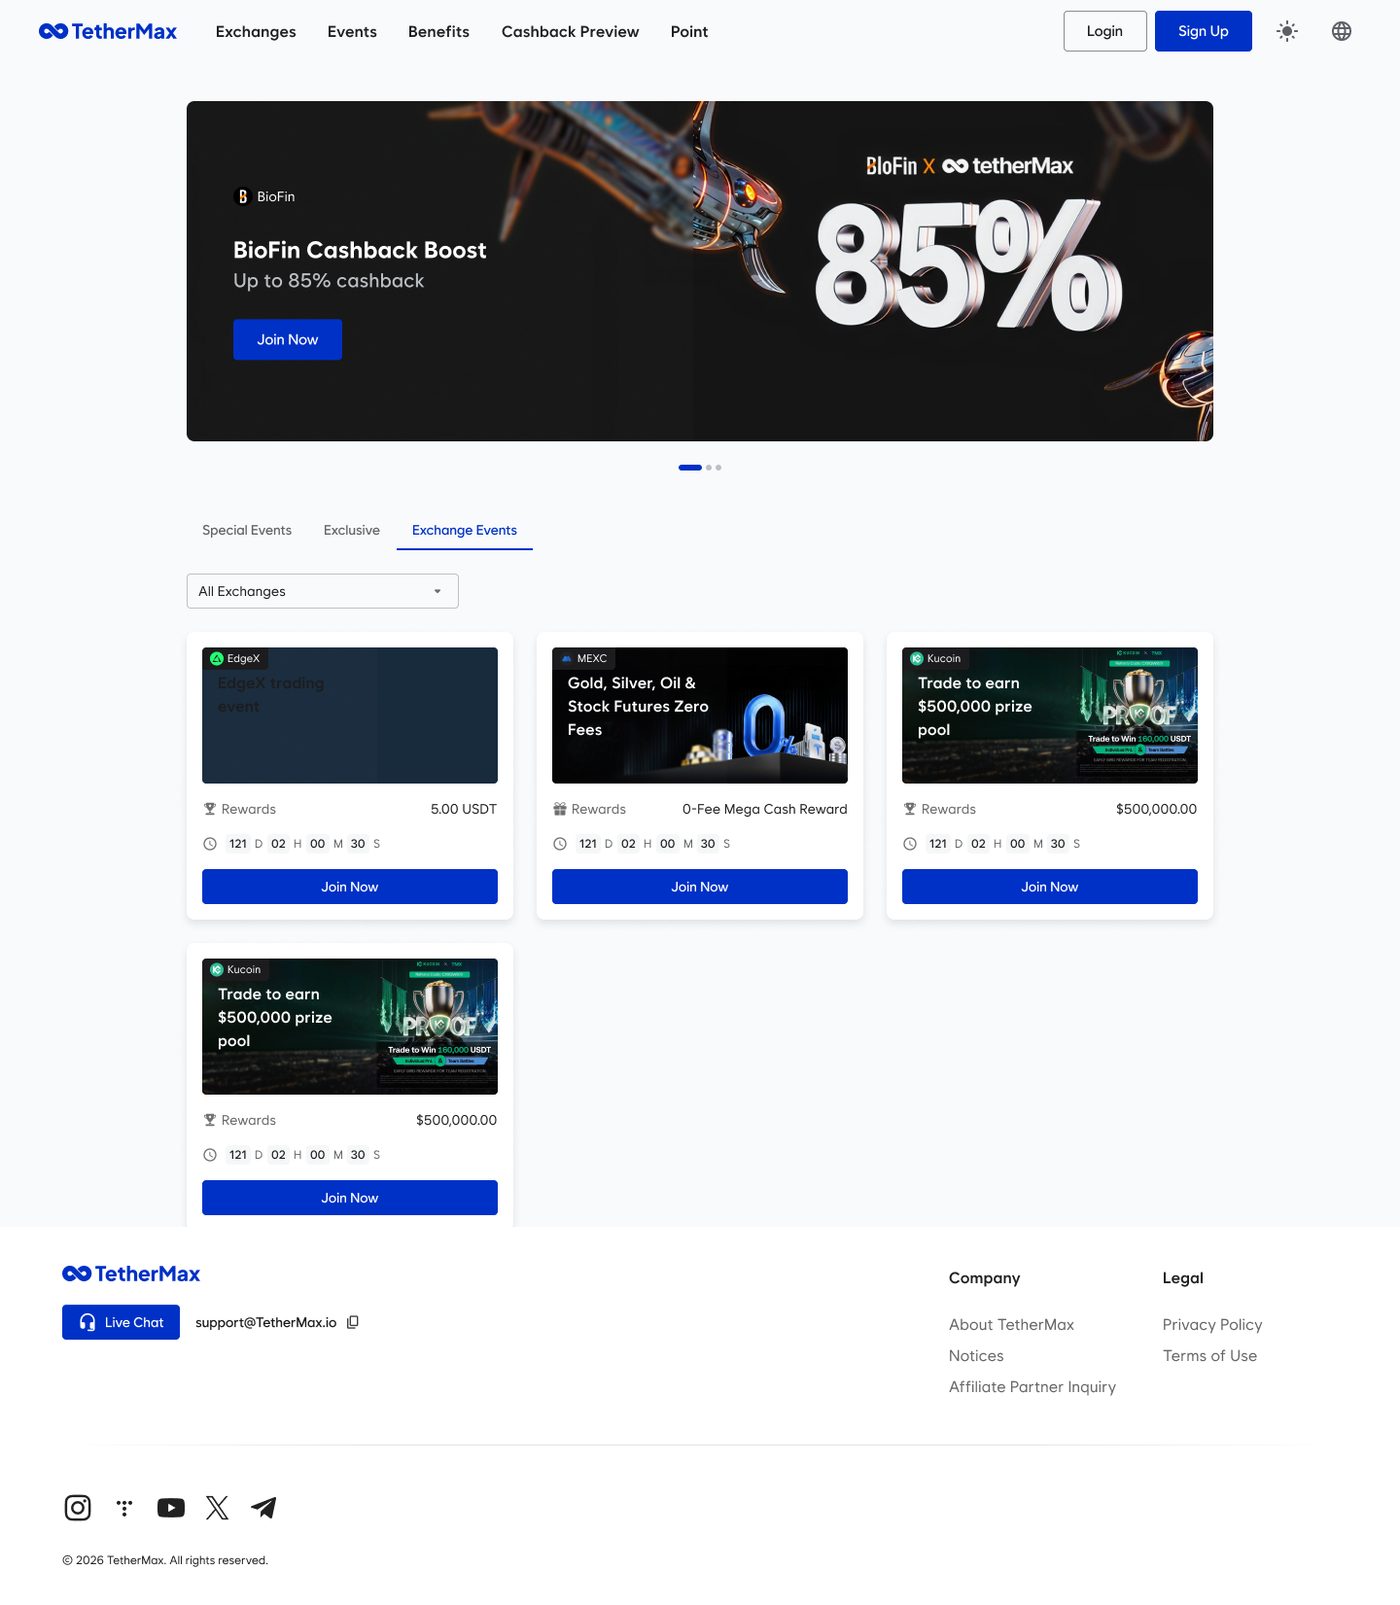 TetherMax
Exchanges
Events
Benefits
Cashback Preview
Point
Login
Sign Up
BioFin
BioFin Cashback Boost
Up to 85% cashback
Join Now
BIoFin X tetherMax
85%
Special Events
Exclusive
Exchange Events
All Exchanges
EdgeX
EdgeX trading
event
Rewards
5.00 USDT
121 D 02 H 00 M 30 S
Join Now
MEXC
Gold, Silver, Oil &
Stock Futures Zero
Fees
Rewards
0-Fee Mega Cash Reward
121 D 02 H 00 M 30 S
Join Now
Kucoin
Trade to earn
$500,000 prize
pool
KUCOIN X TMX
PROOF
Trade to Win 160,000 USDT
Rewards
$500,000.00
121 D 02 H 00 M 30 S
Join Now
Kucoin
Trade to earn
$500,000 prize
pool
KUCOIN X TMX
PROOF
Trade to Win 160,000 USDT
Rewards
$500,000.00
121 D 02 H 00 M 30 S
Join Now
TetherMax
Live Chat
support@TetherMax.io
Company
About TetherMax
Notices
Affiliate Partner Inquiry
Legal
Privacy Policy
Terms of Use
© 2026 TetherMax. All rights reserved.